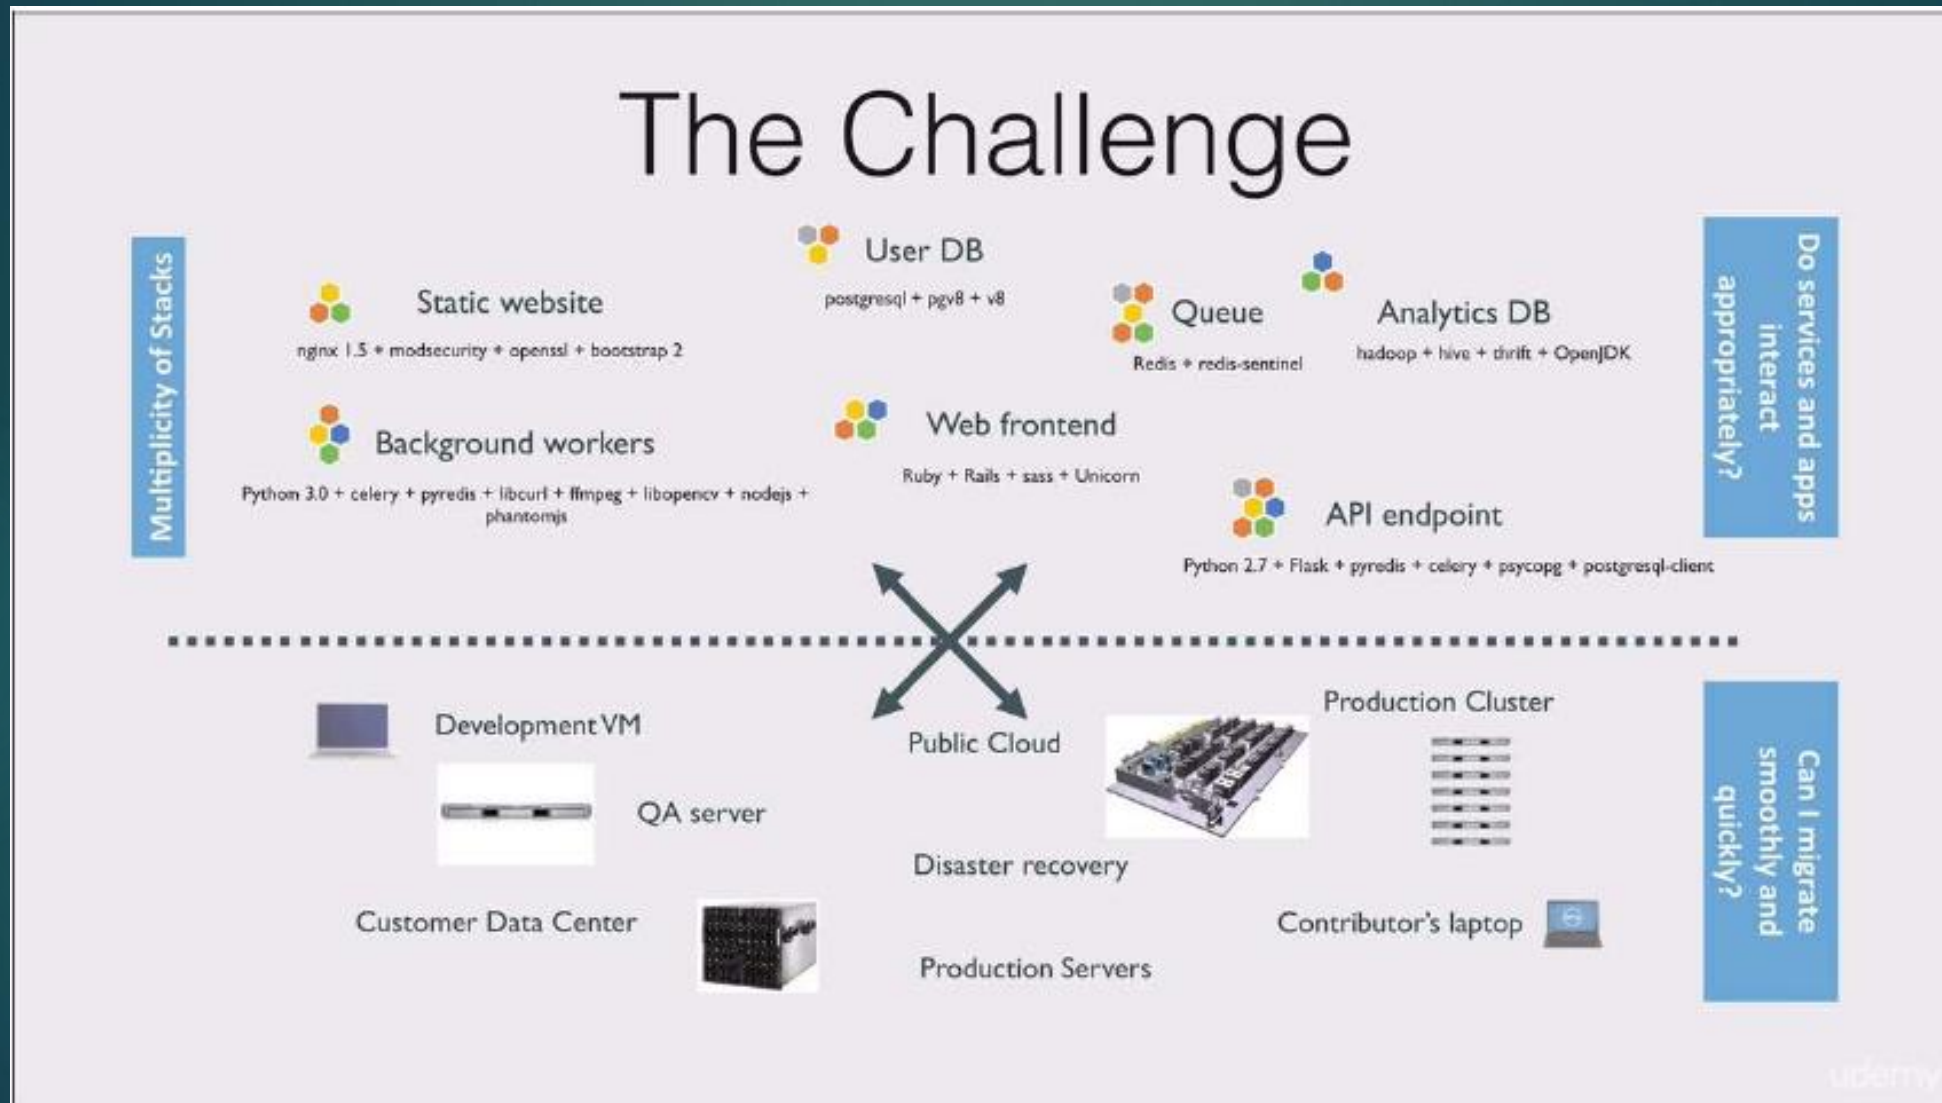 The Challenge
Multiplicity of Stacks
Static website
nginx 1.5 + modsecurity + openssl + bootstrap 2
User DB
postgresql + pgv8 + v8
Queue
Redis + redis-sentinel
Analytics DB
hadoop + hive + thrift + OpenJDK
Background workers
Python 3.0 + celery + pyredis + libcurl + ffmpeg + libopencv + nodejs +
phantomjs
Web frontend
Ruby + Rails + sass + Unicorn
API endpoint
Python 2.7 + Flask + pyredis + celery + psycopg + postgresql-client
Do services and apps
interact
appropriately?
Development VM
QA server
Public Cloud
Production Cluster
Disaster recovery
Customer Data Center
Contributor's laptop
Production Servers
Can I migrate
smoothly and
quickly?
udemy